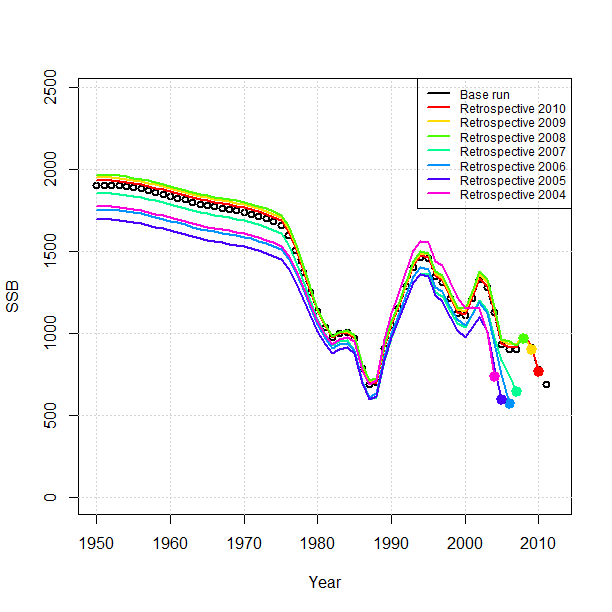 2500
2000
1500
1000
500
0
SSB
Base run
Retrospective 2010
Retrospective 2009
Retrospective 2008
Retrospective 2007
Retrospective 2006
Retrospective 2005
Retrospective 2004
1950 1960 1970 1980 1990 2000 2010
Year